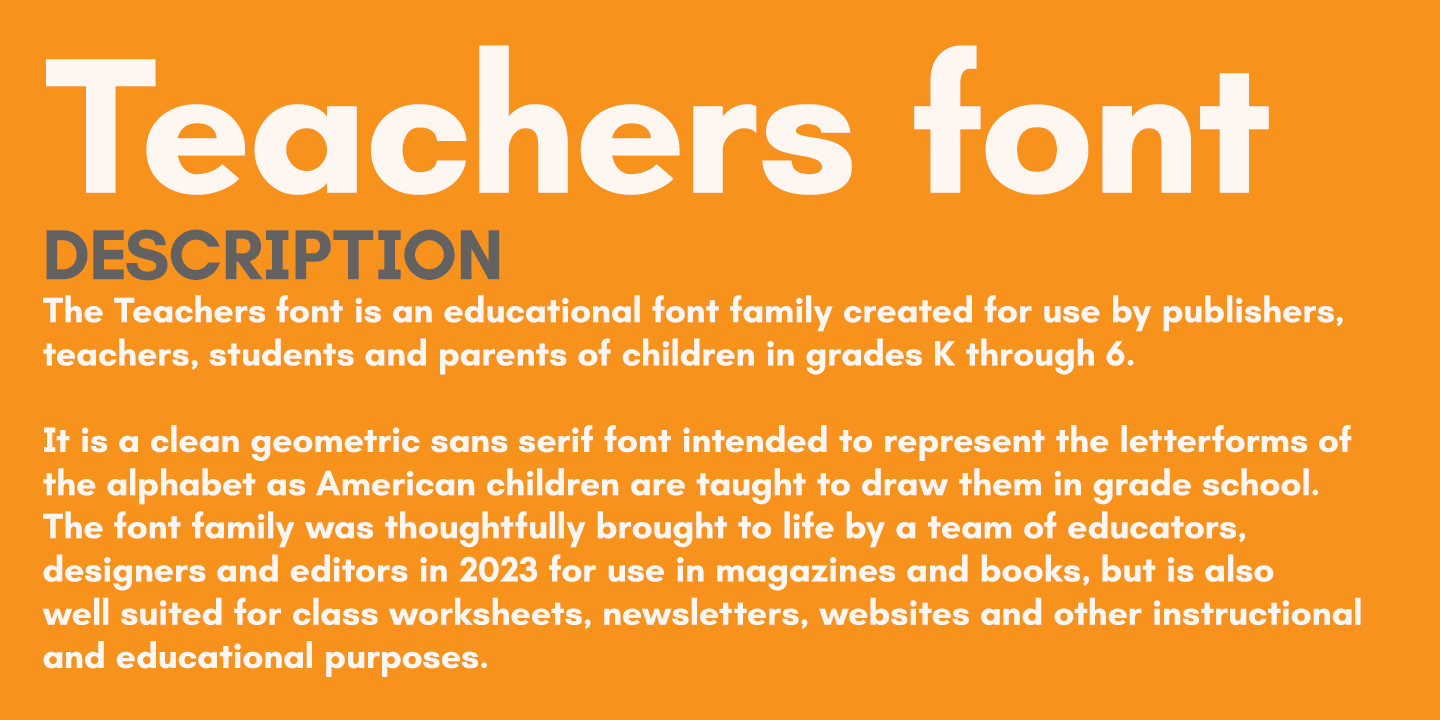 Teachers font
DESCRIPTION
The Teachers font is an educational font family created for use by publishers,
teachers, students and parents of children in grades K through 6.
It is a clean geometric sans serif font intended to represent the letterforms of
the alphabet as American children are taught to draw them in grade school.
The font family was thoughtfully brought to life by a team of educators,
designers and editors in 2023 for use in magazines and books, but is also
well suited for class worksheets, newsletters, websites and other instructional
and educational purposes.